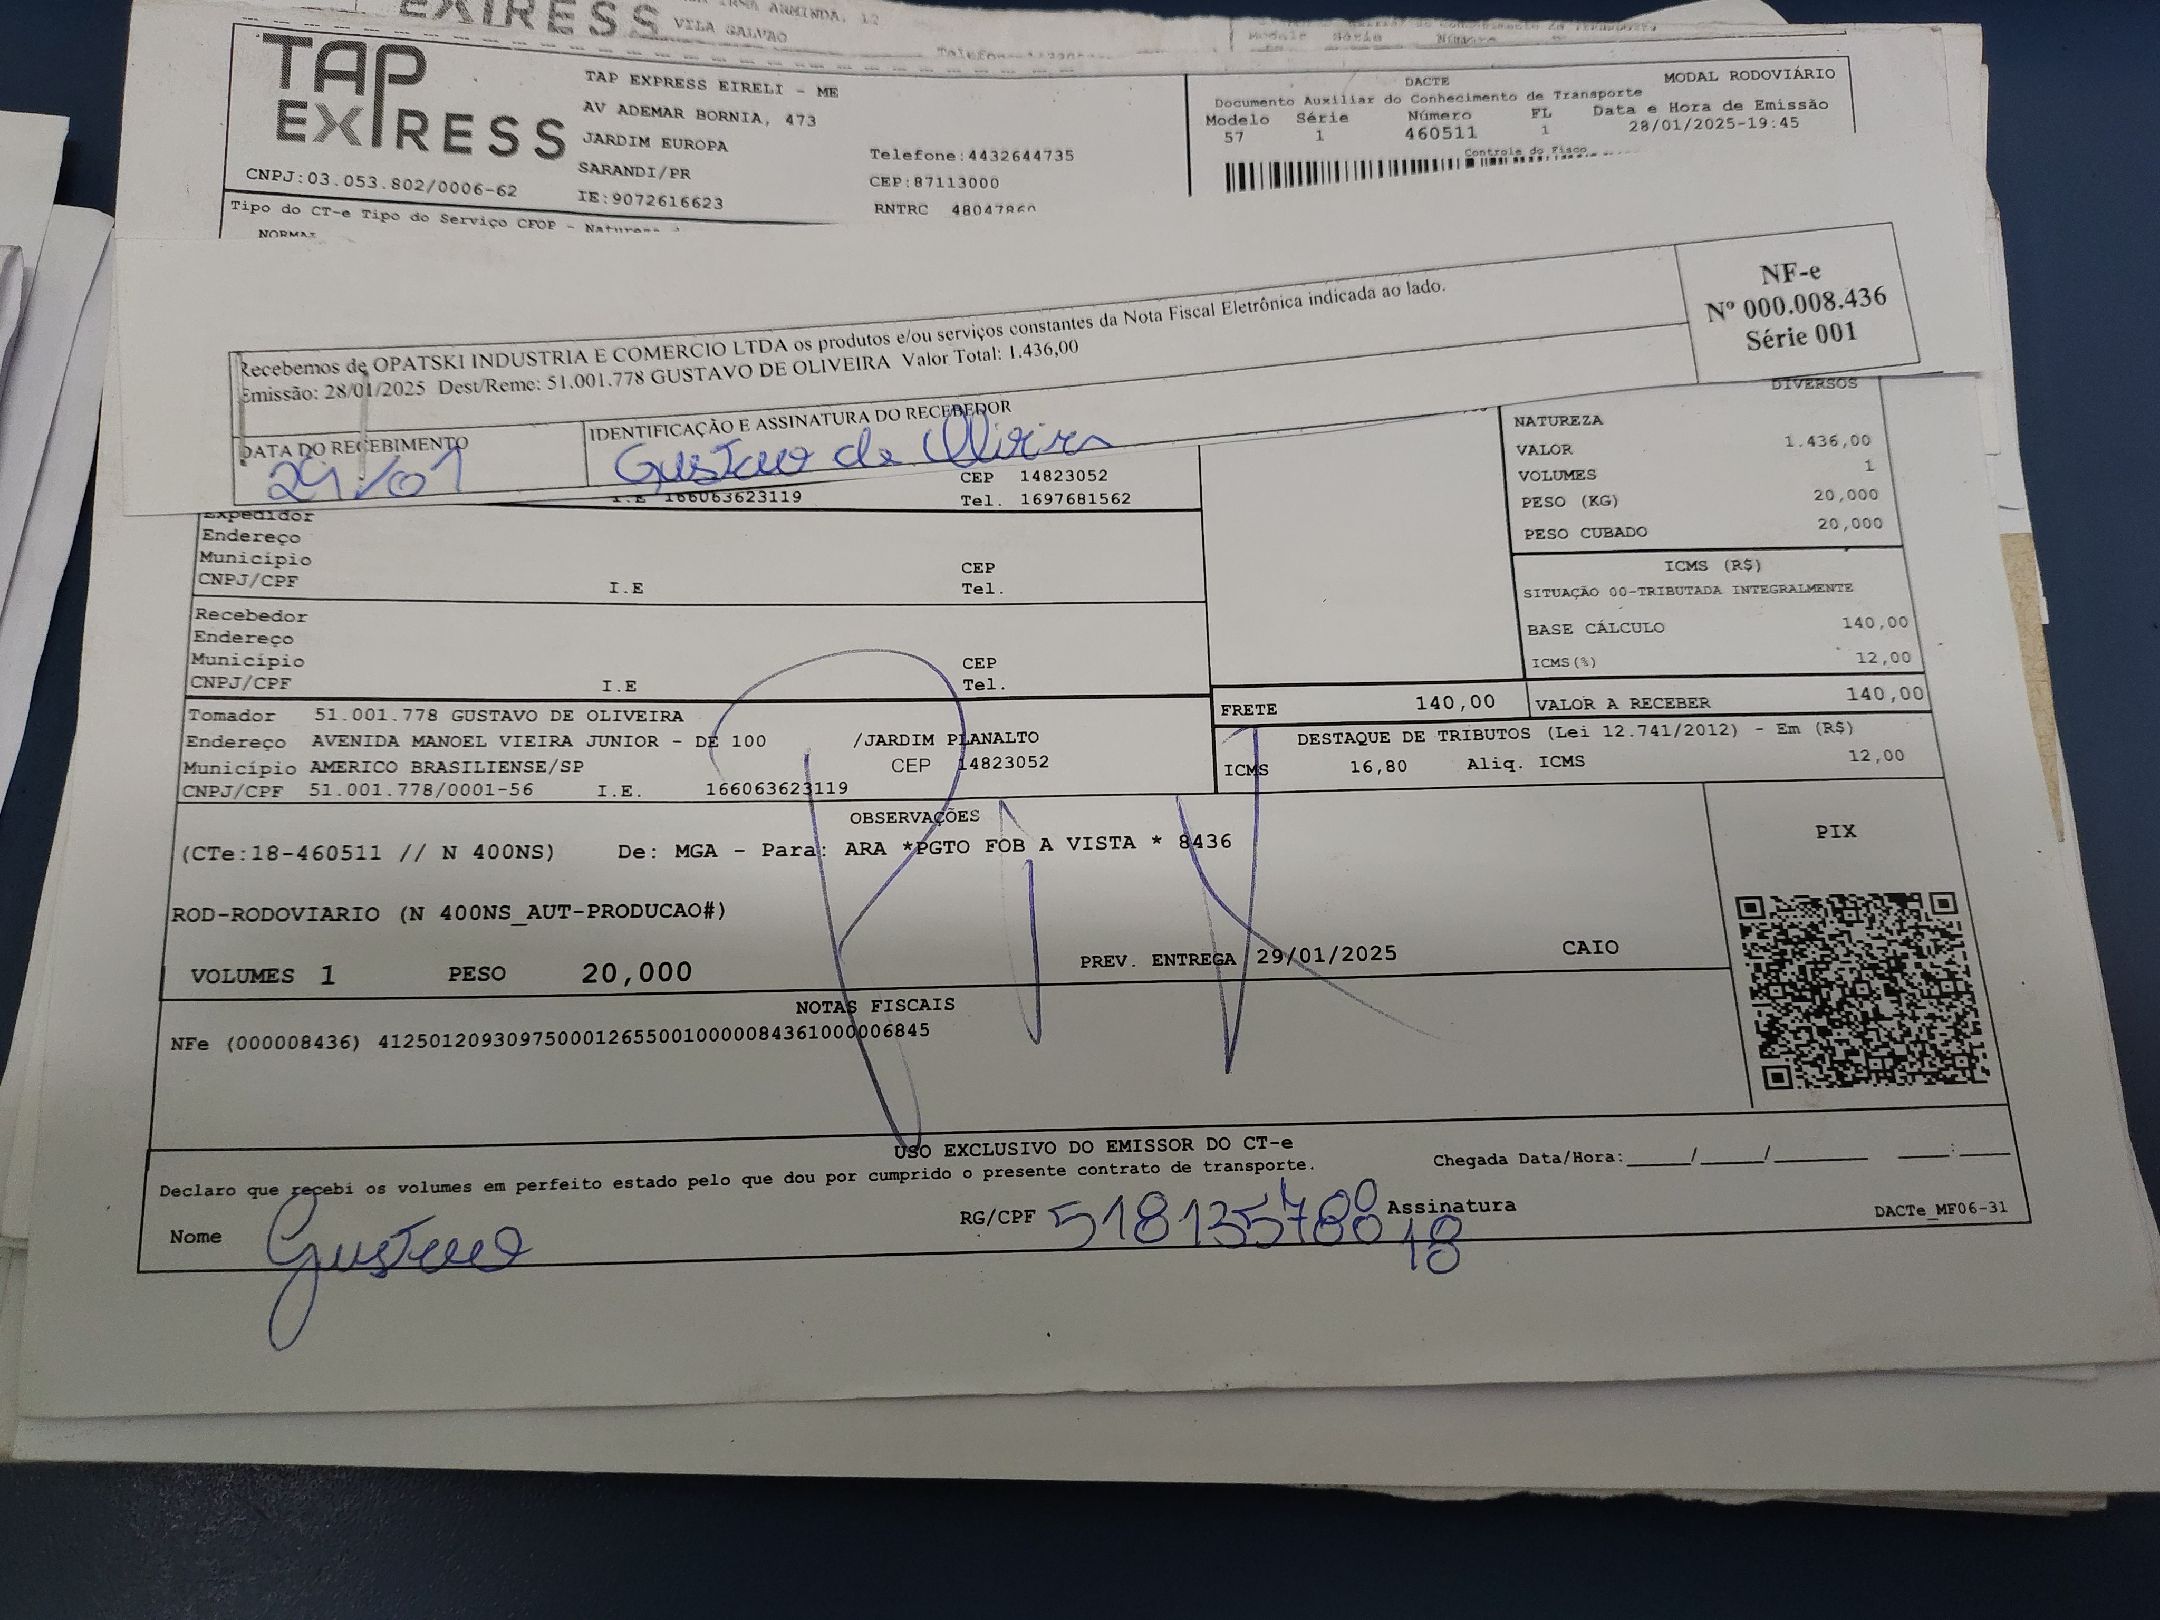 EXPRESS
ARMINDA, 12
VILA GALVAO
TAP
EXPRESS
CNPJ:03.053.802/0006-62
TAP EXPRESS EIRELI - ME
AV ADEMAR BORNIA, 473
JARDIM EUROPA
SARANDI/PR
IE:9072616623
Telefone:4432644735
CEP:87113000
RNTRC 48047860
DACTE
MODAL RODOVIÁRIO
Documento Auxiliar do Conhecimento de Transporte
Modelo Série Número FL Data e Hora de Emissão
57 1 460511 1 28/01/2025-19:45
Controle do Fisco
Tipo do CT-e Tipo do Serviço CFOP - Natureza
NORMAL
Recebemos de OPATSKI INDUSTRIA E COMERCIO LTDA os produtos e/ou serviços constantes da Nota Fiscal Eletrônica indicada ao lado.
Emissão: 28/01/2025 Dest/Reme: 51.001.778 GUSTAVO DE OLIVEIRA Valor Total: 1.436,00
NF-e
Nº 000.008.436
Série 001
DATA DO RECEBIMENTO
29/01
IDENTIFICAÇÃO E ASSINATURA DO RECEBEDOR
Gustavo de Oliveira
CEP 14823052
I.E 166063623119 Tel. 1697681562
DIVERSOS
NATUREZA
VALOR 1.436,00
VOLUMES 1
PESO (KG) 20,000
PESO CUBADO 20,000
Expedidor
Endereço
Município CEP
CNPJ/CPF I.E Tel.
ICMS (R$)
SITUAÇÃO 00-TRIBUTADA INTEGRALMENTE
BASE CÁLCULO 140,00
ICMS(%) 12,00
Recebedor
Endereço
Município CEP
CNPJ/CPF I.E Tel.
FRETE 140,00 VALOR A RECEBER 140,00
Tomador 51.001.778 GUSTAVO DE OLIVEIRA
Endereço AVENIDA MANOEL VIEIRA JUNIOR - DE 100 /JARDIM PLANALTO
Município AMERICO BRASILIENSE/SP CEP 14823052
CNPJ/CPF 51.001.778/0001-56 I.E. 166063623119
DESTAQUE DE TRIBUTOS (Lei 12.741/2012) - Em (R$)
ICMS 16,80 Aliq. ICMS 12,00
OBSERVAÇÕES
(CTe:18-460511 // N 400NS) De: MGA - Para: ARA *PGTO FOB A VISTA * 8436
PIX
ROD-RODOVIARIO (N 400NS_AUT-PRODUCAO#)
VOLUMES 1 PESO 20,000 PREV. ENTREGA 29/01/2025 CAIO
PIX
NOTAS FISCAIS
NFe (000008436) 41250120930975000126550010000084361000006845
USO EXCLUSIVO DO EMISSOR DO CT-e
Declaro que recebi os volumes em perfeito estado pelo que dou por cumprido o presente contrato de transporte.
Chegada Data/Hora:_____/_____/_______ ____:____
Nome Gustavo RG/CPF 51813578818 Assinatura
DACTe_MF06-31